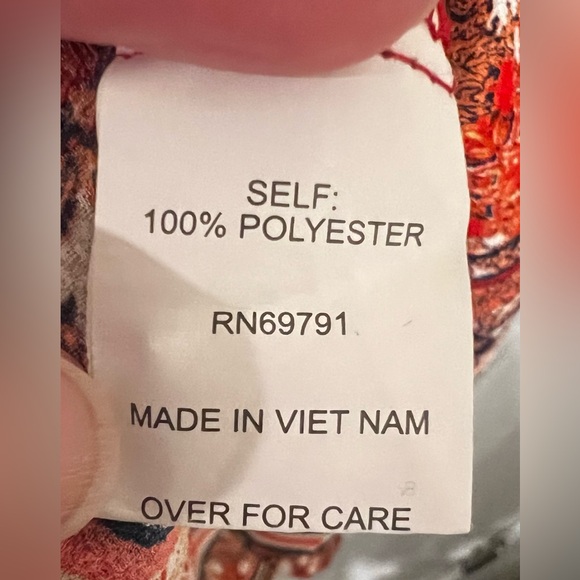 SELF:
100% POLYESTER
RN69791
MADE IN VIET NAM
OVER FOR CARE